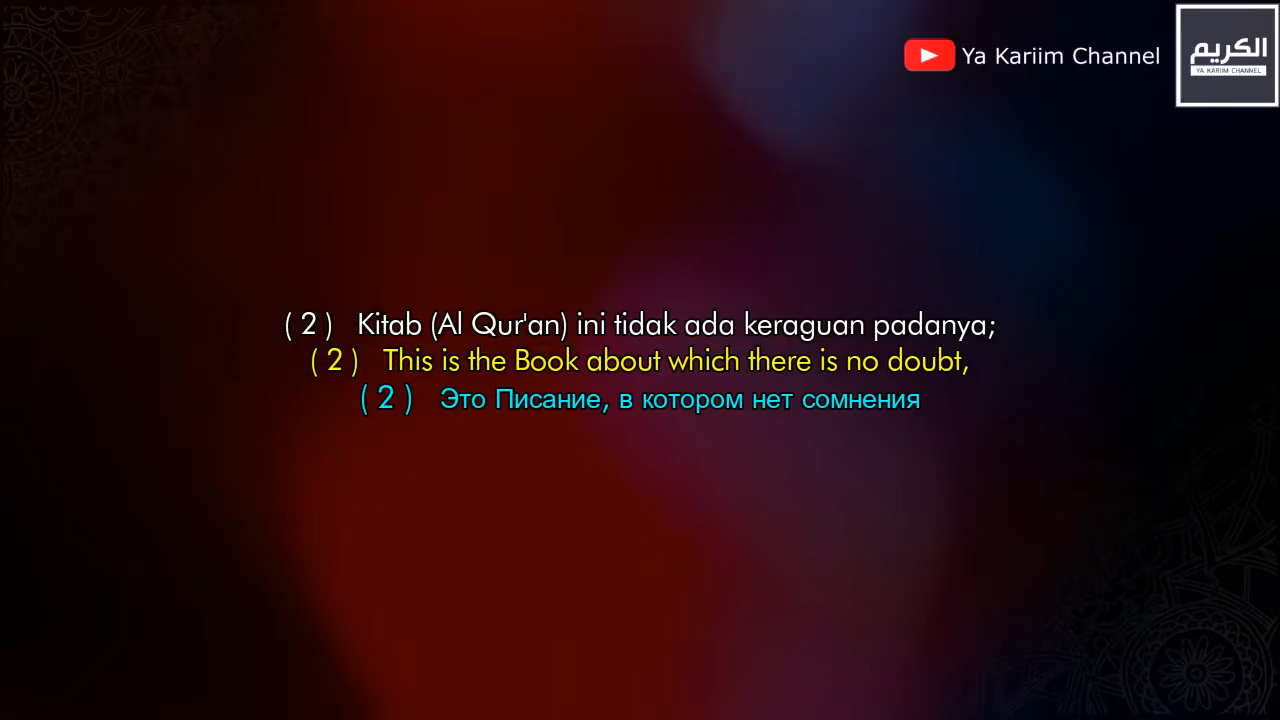 Ya Kariim Channel
الكريم
YA KARIIM CHANNEL
( 2 ) Kitab (Al Qur'an) ini tidak ada keraguan padanya;
( 2 ) This is the Book about which there is no doubt,
( 2 ) Это Писание, в котором нет сомнения